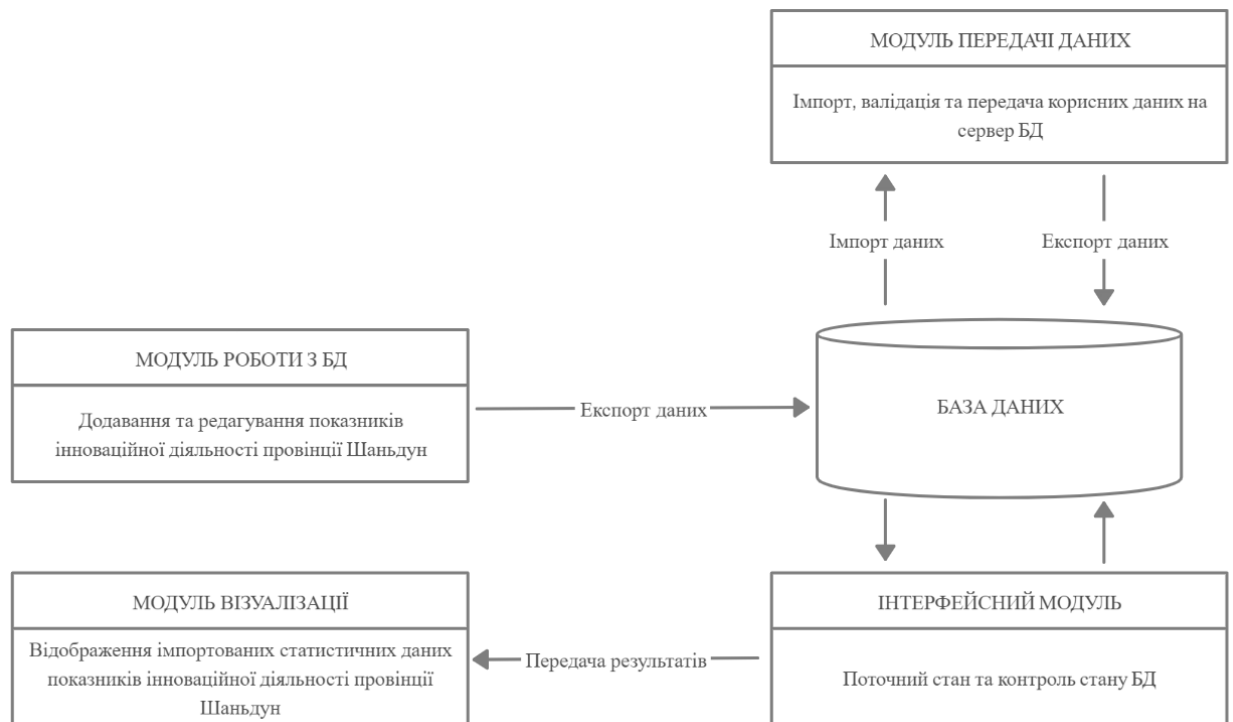 МОДУЛЬ ПЕРЕДАЧІ ДАНИХ
Імпорт, валідація та передача корисних даних на
сервер БД
Імпорт даних
Експорт даних
МОДУЛЬ РОБОТИ З БД
Додавання та редагування показників
інноваційної діяльності провінції Шаньдун
Експорт даних
БАЗА ДАНИХ
МОДУЛЬ ВІЗУАЛІЗАЦІЇ
Відображення імпортованих статистичних даних
показників інноваційної діяльності провінції
Шаньдун
Передача результатів
ІНТЕРФЕЙСНИЙ МОДУЛЬ
Поточний стан та контроль стану БД